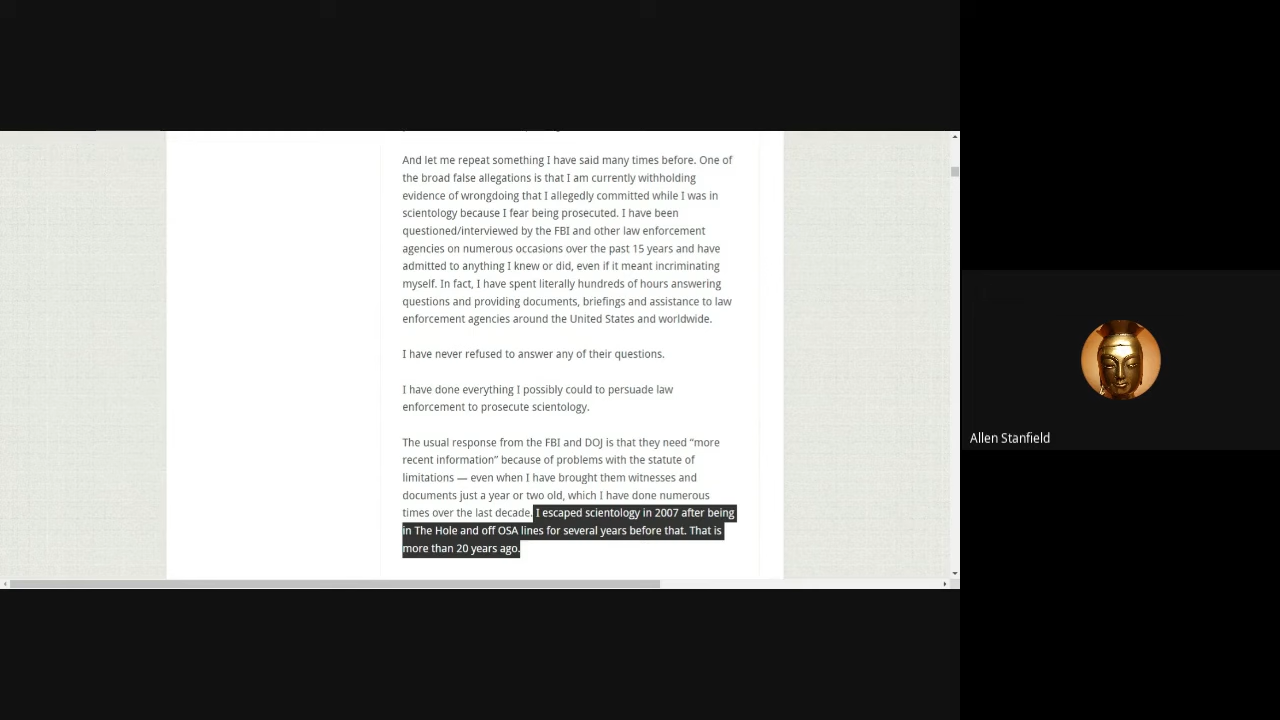 And let me repeat something I have said many times before. One of
the broad false allegations is that I am currently withholding
evidence of wrongdoing that I allegedly committed while I was in
scientology because I fear being prosecuted. I have been
questioned/interviewed by the FBI and other law enforcement
agencies on numerous occasions over the past 15 years and have
admitted to anything I knew or did, even if it meant incriminating
myself. In fact, I have spent literally hundreds of hours answering
questions and providing documents, briefings and assistance to law
enforcement agencies around the United States and worldwide.
I have never refused to answer any of their questions.
I have done everything I possibly could to persuade law
enforcement to prosecute scientology.
The usual response from the FBI and DOJ is that they need “more
recent information” because of problems with the statute of
limitations — even when I have brought them witnesses and
documents just a year or two old, which I have done numerous
times over the last decade. I escaped scientology in 2007 after being
in The Hole and off OSA lines for several years before that. That is
more than 20 years ago.
Allen Stanfield